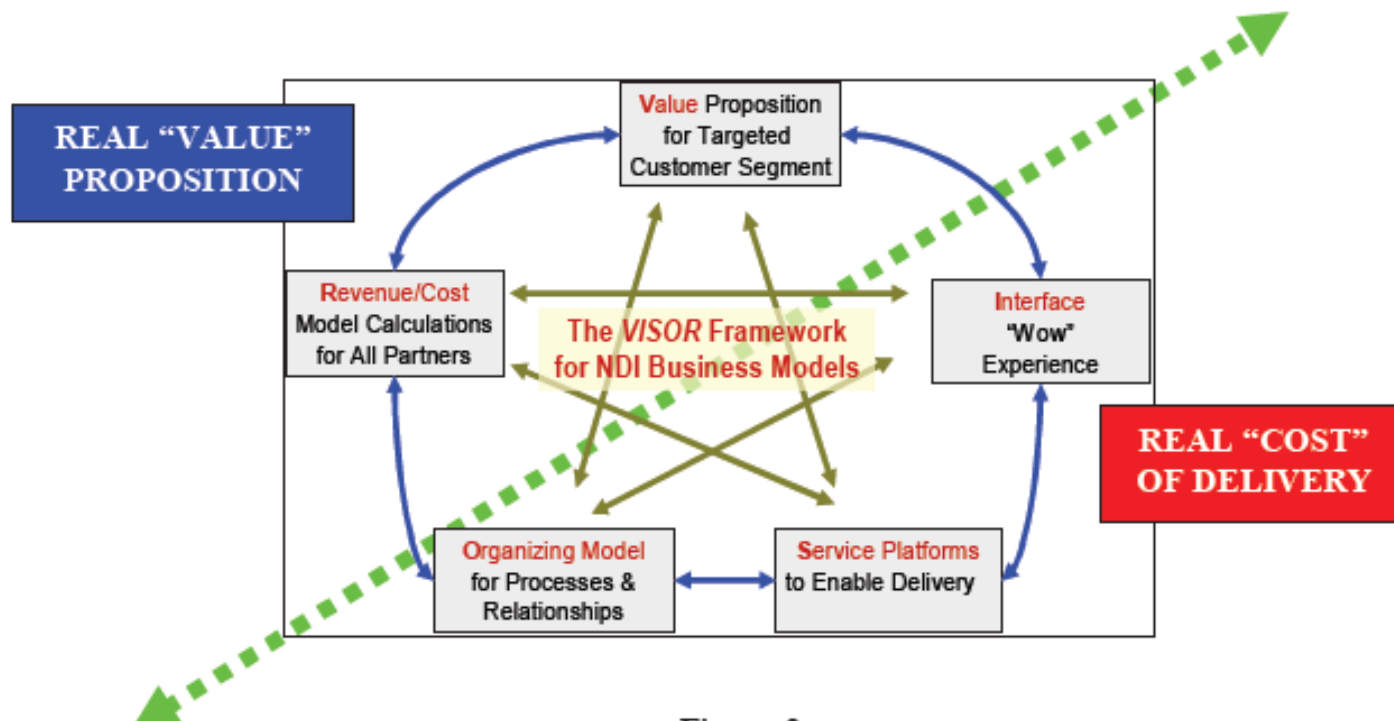 REAL “VALUE”
PROPOSITION
Value Proposition
for Targeted
Customer Segment
Revenue/Cost
Model Calculations
for All Partners
The VISOR Framework
for NDI Business Models
Interface
“Wow”
Experience
REAL “COST”
OF DELIVERY
Organizing Model
for Processes &
Relationships
Service Platforms
to Enable Delivery